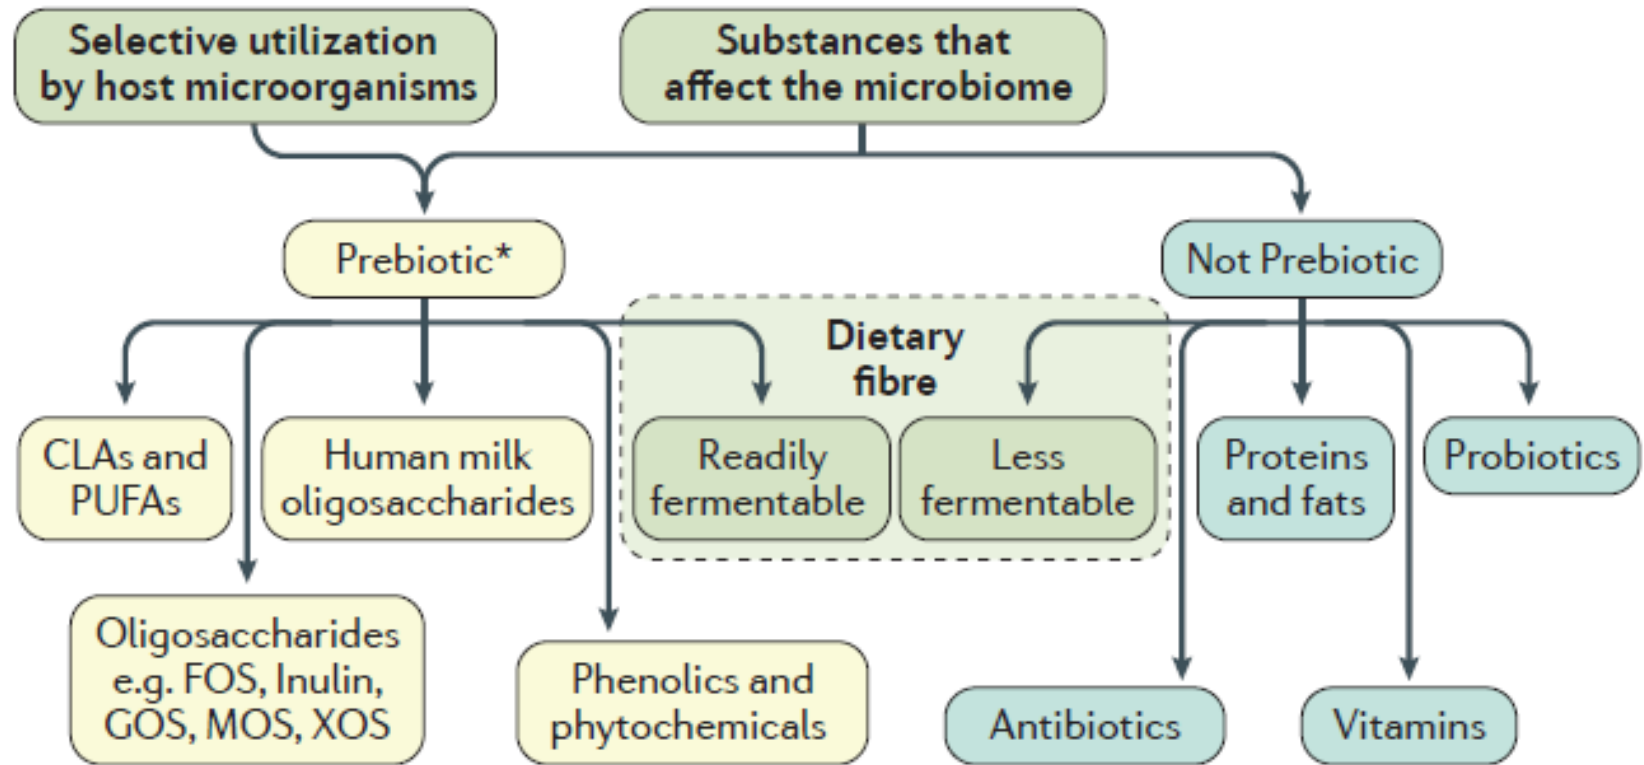 Selective utilization
by host microorganisms
Substances that
affect the microbiome
Prebiotic*
Not Prebiotic
Dietary
fibre
CLAs and
PUFAs
Human milk
oligosaccharides
Readily
fermentable
Less
fermentable
Proteins
and fats
Probiotics
Oligosaccharides
e.g. FOS, Inulin,
GOS, MOS, XOS
Phenolics and
phytochemicals
Antibiotics
Vitamins